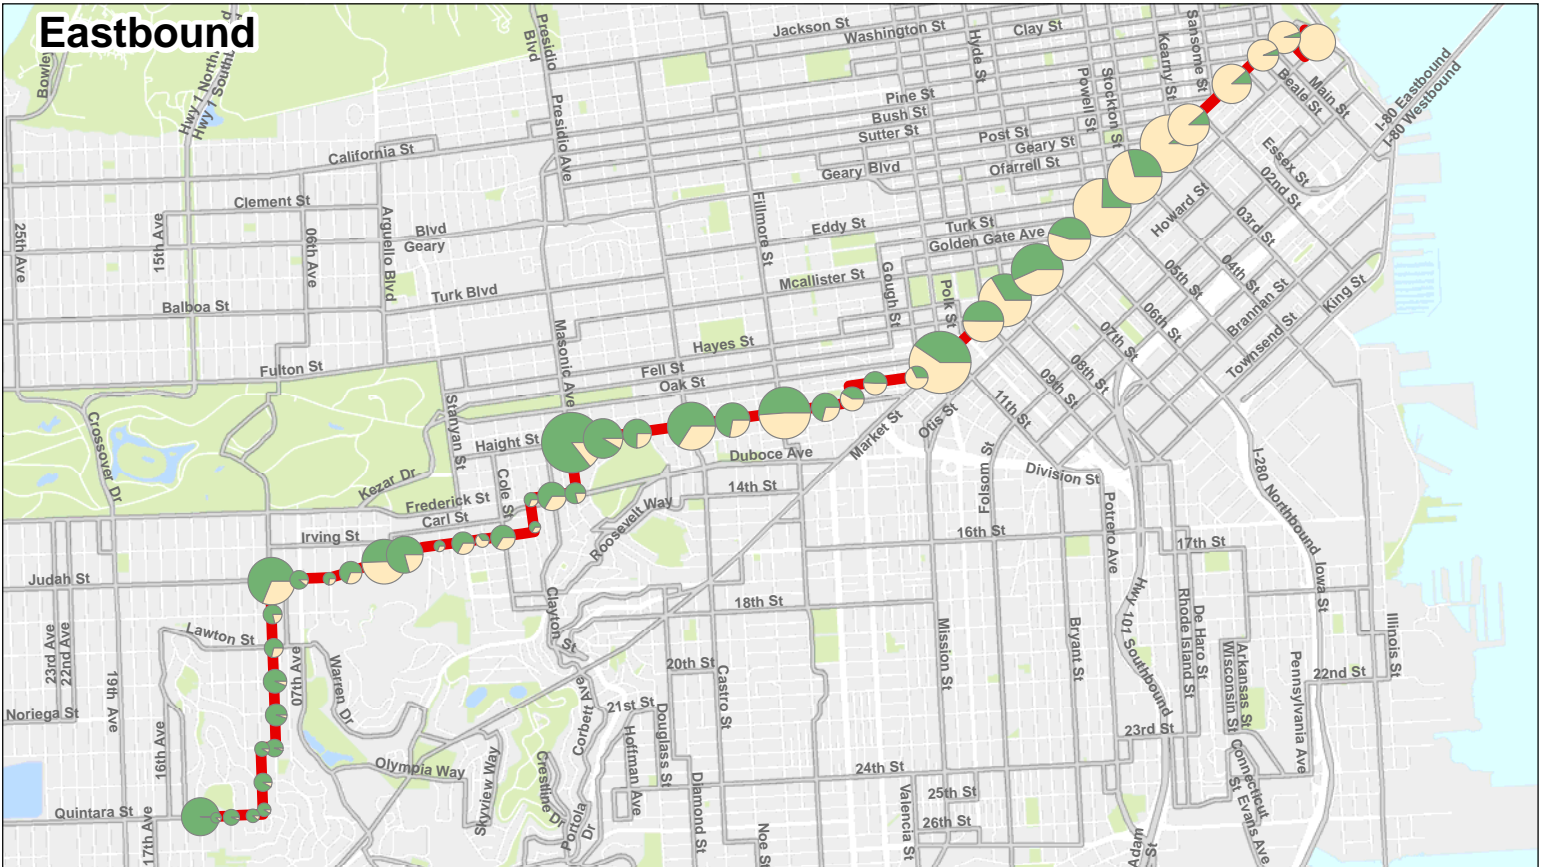 Eastbound
Bowley
Hwy 1 North
Hwy 1 South
Presidio
Blvd
Jackson St
Washington St
Clay St
Hyde St
Sansome St
Kearny St
Powell St
Stockton St
Beale St
Main St
I-80 Eastbound
I-80 Westbound
Presidio Ave
Pine St
Bush St
Sutter St
Post St
Geary St
Ofarrell St
Geary Blvd
California St
Essex St
02nd St
Clement St
25th Ave
15th Ave
06th Ave
Arguello Blvd
Blvd
Geary
Fillmore St
Eddy St
Turk St
Golden Gate Ave
Howard St
03rd St
04th St
05th St
Brannan St
King St
Mcallister St
Gough St
Polk St
Turk Blvd
Balboa St
06th St
Townsend St
07th St
08th St
09th St
Masonic Ave
Hayes St
Fell St
Oak St
Fulton St
11th St
Otis St
Market St
Stanyan St
Haight St
Crossover Dr
Duboce Ave
Kezar Dr
Cole St
Frederick St
Carl St
14th St
Folsom St
Division St
Potrero Ave
I-280 Northbound
Irving St
Roosevelt Way
16th St
17th St
Judah St
Iowa St
Clayton St
18th St
Hwy 101 Southbound
Rhode Island St
De Haro St
Illinois St
Lawton St
23rd Ave
22nd Ave
19th Ave
07th Ave
Warren Dr
20th St
Castro St
Mission St
Bryant St
Arkansas St
Wisconsin St
Pennsylvania Ave
22nd St
Noriega St
16th Ave
Corbett Ave
21st St
Hoffman Ave
Douglass St
23rd St
Olympia Way
Skyview Way
Crestline Dr
Portola
Dr
24th St
Diamond St
Valencia St
25th St
26th St
Connecticut
St
Evans Ave
Quintara St
17th Ave
Noe St
Adam
St